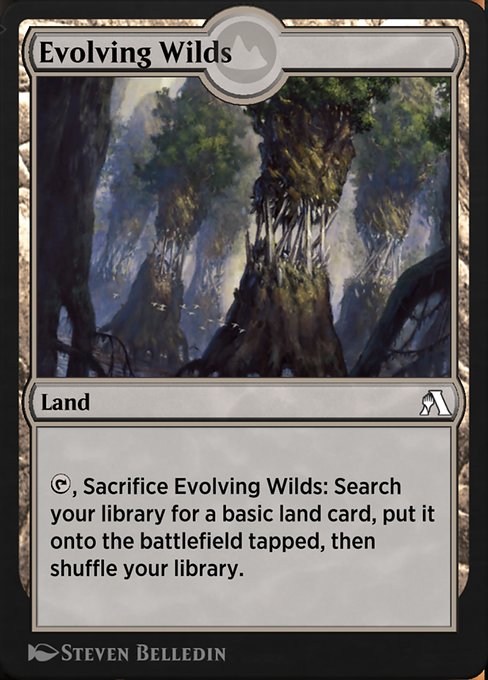 Evolving Wilds
Land
, Sacrifice Evolving Wilds: Search
your library for a basic land card, put it
onto the battlefield tapped, then
shuffle your library.
STEVEN BELLEDIN